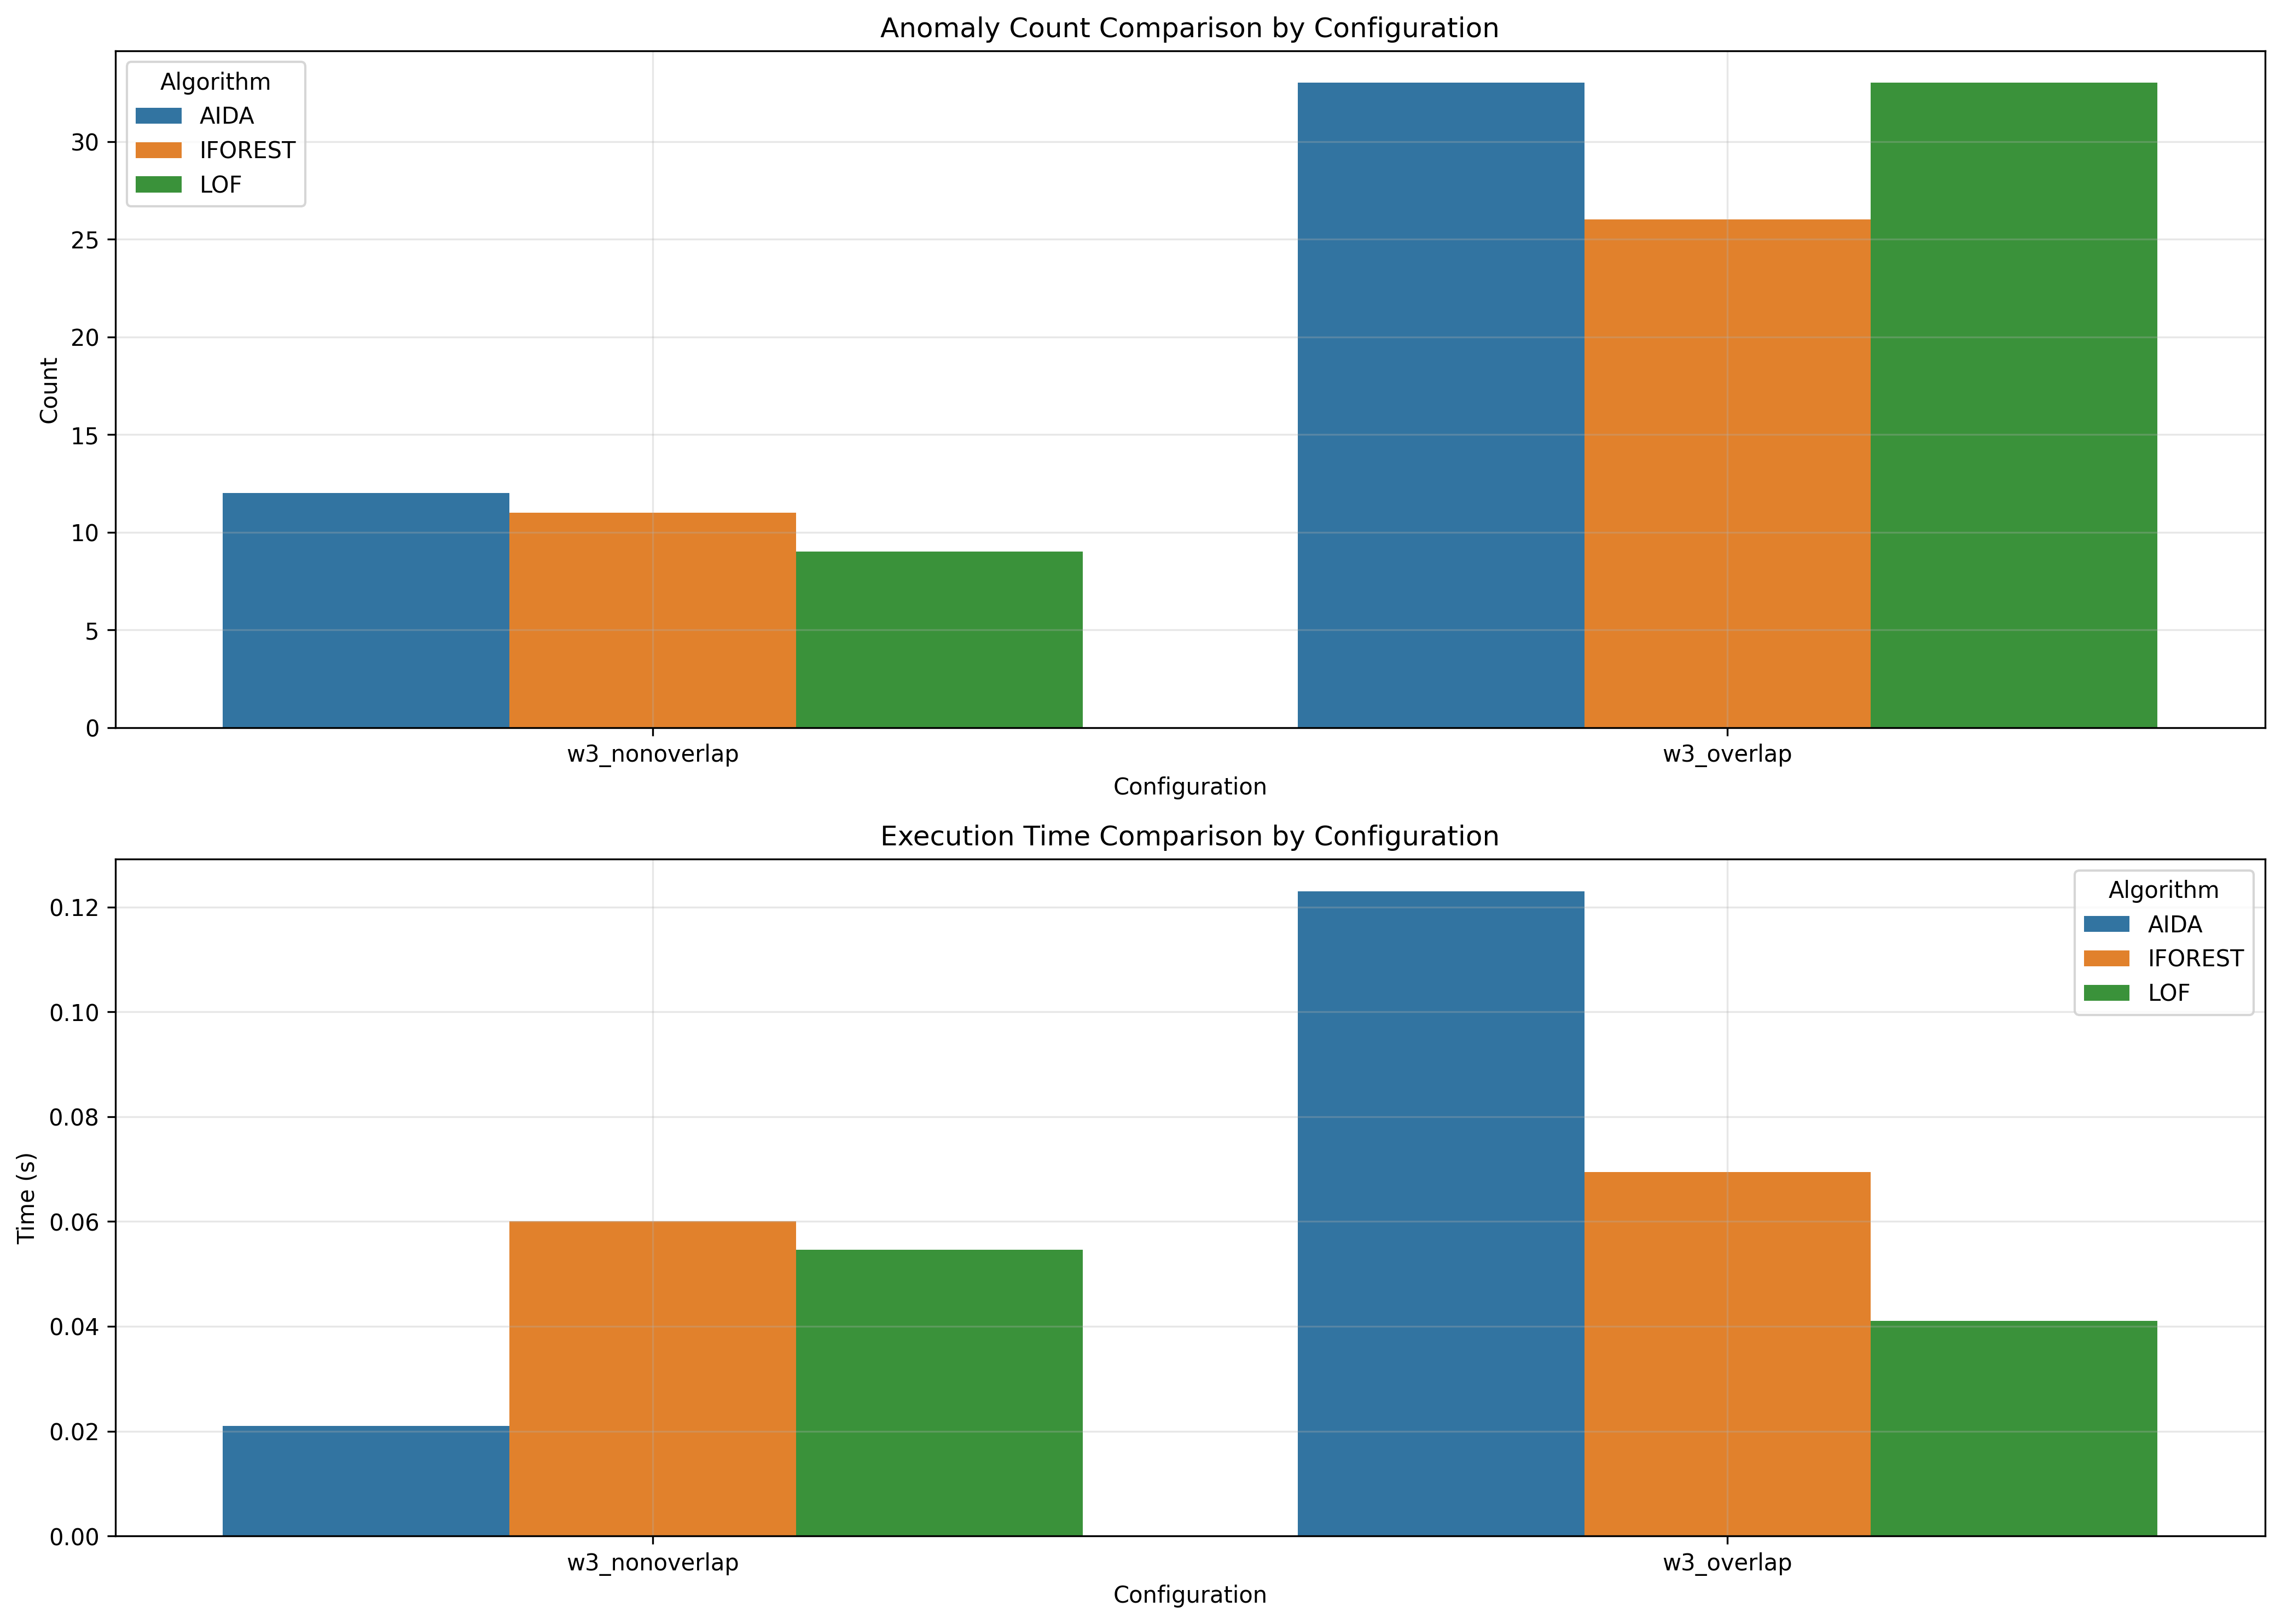 Anomaly Count Comparison by Configuration
Algorithm
AIDA
IFOREST
LOF
30
25
20
15
10
5
0
Count
w3_nonoverlap
w3_overlap
Configuration
Execution Time Comparison by Configuration
Algorithm
AIDA
IFOREST
LOF
0.12
0.10
0.08
0.06
0.04
0.02
0.00
Time (s)
w3_nonoverlap
w3_overlap
Configuration